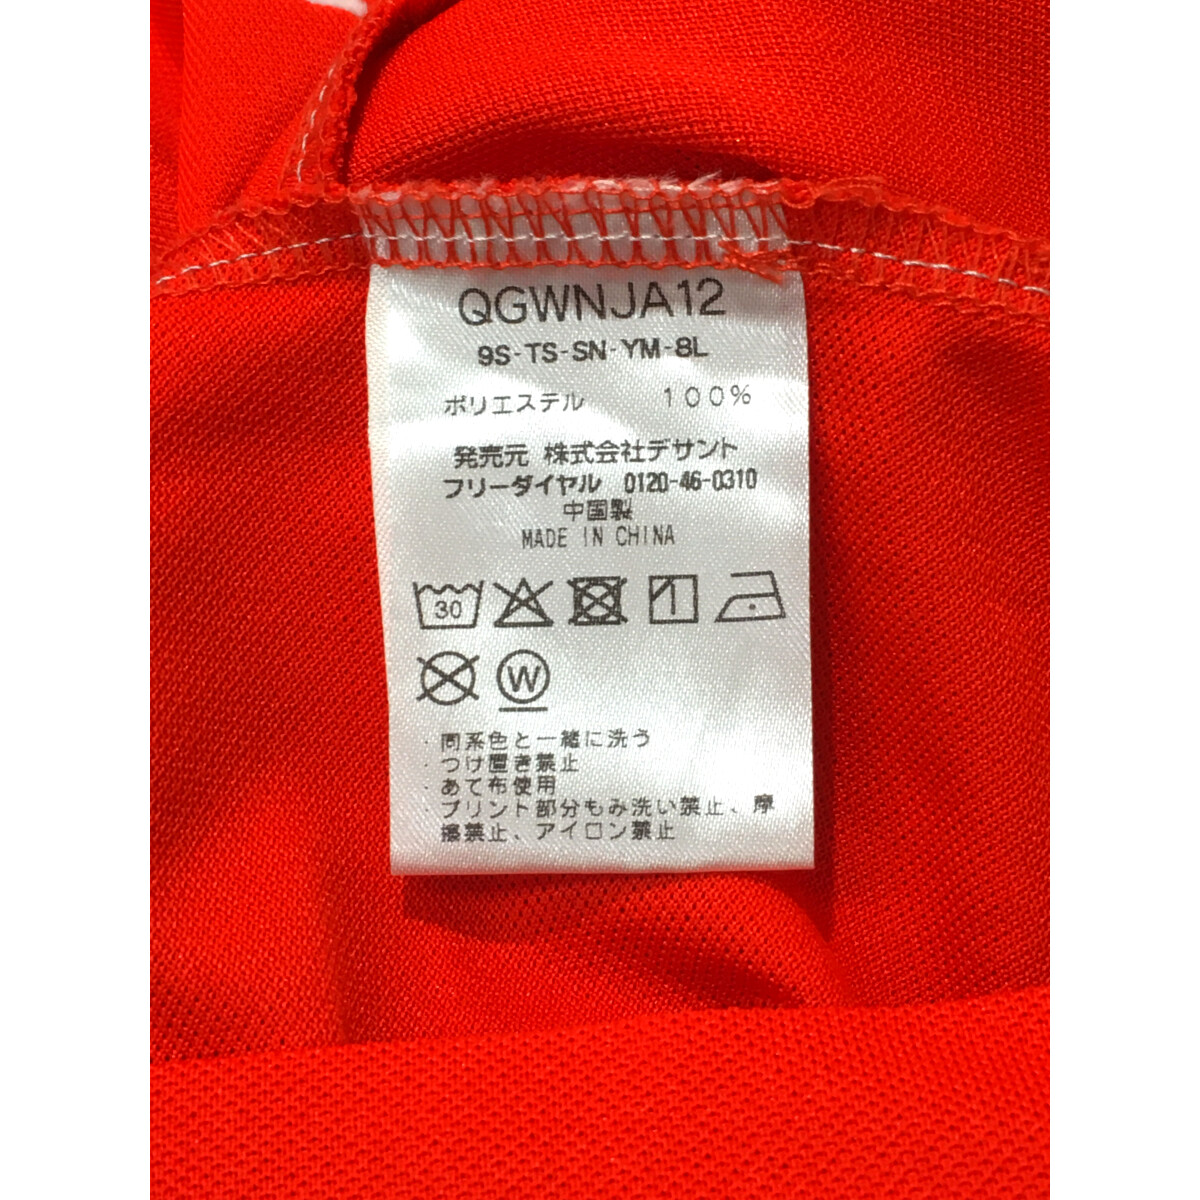 QGWNJA12
9S-TS-SN-YM-8L
ポリエステル 100%
発売元 株式会社デサント
フリーダイヤル 0120-46-0310
中国製
MADE IN CHINA
30
W
・同系色と一緒に洗う
・つけ置き禁止
・あて布使用
・プリント部分もみ洗い禁止、摩
擦禁止、アイロン禁止